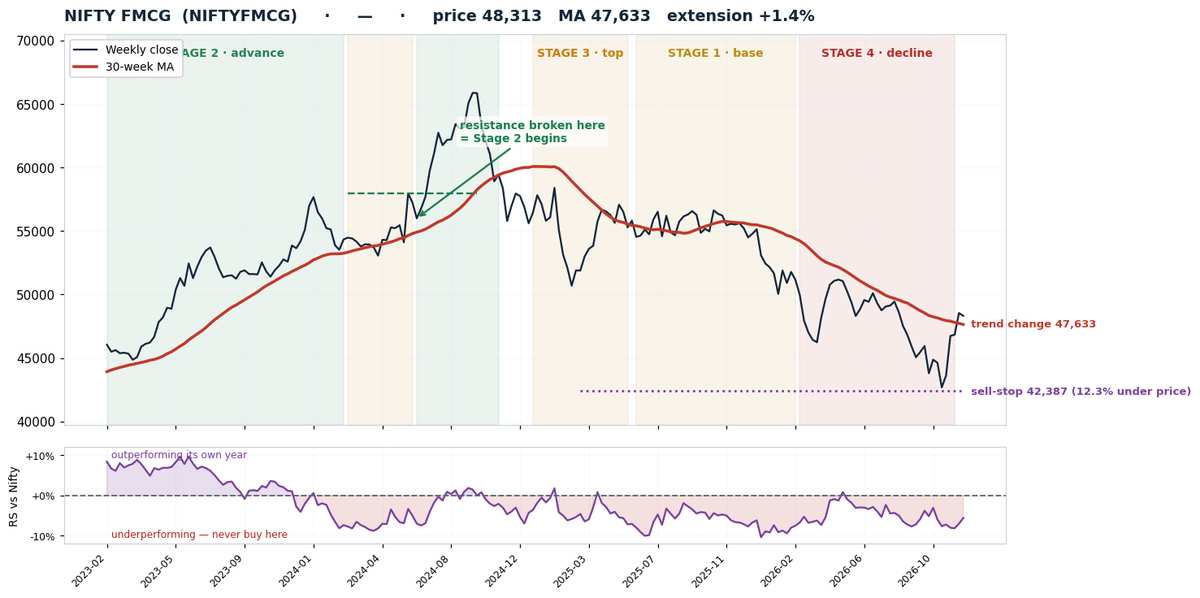 NIFTY FMCG (NIFTYFMCG) · — · price 48,313 MA 47,633 extension +1.4%
70000
65000
60000
55000
50000
45000
40000
Weekly close
30-week MA
AGE 2 · advance
STAGE 3 · top
STAGE 1 · base
STAGE 4 · decline
resistance broken here
= Stage 2 begins
trend change 47,633
sell-stop 42,387 (12.3% under price)
RS vs Nifty
+10%
+0%
-10%
outperforming its own year
underperforming — never buy here
2023-02
2023-05
2023-09
2024-01
2024-04
2024-08
2024-12
2025-03
2025-07
2025-11
2026-02
2026-06
2026-10